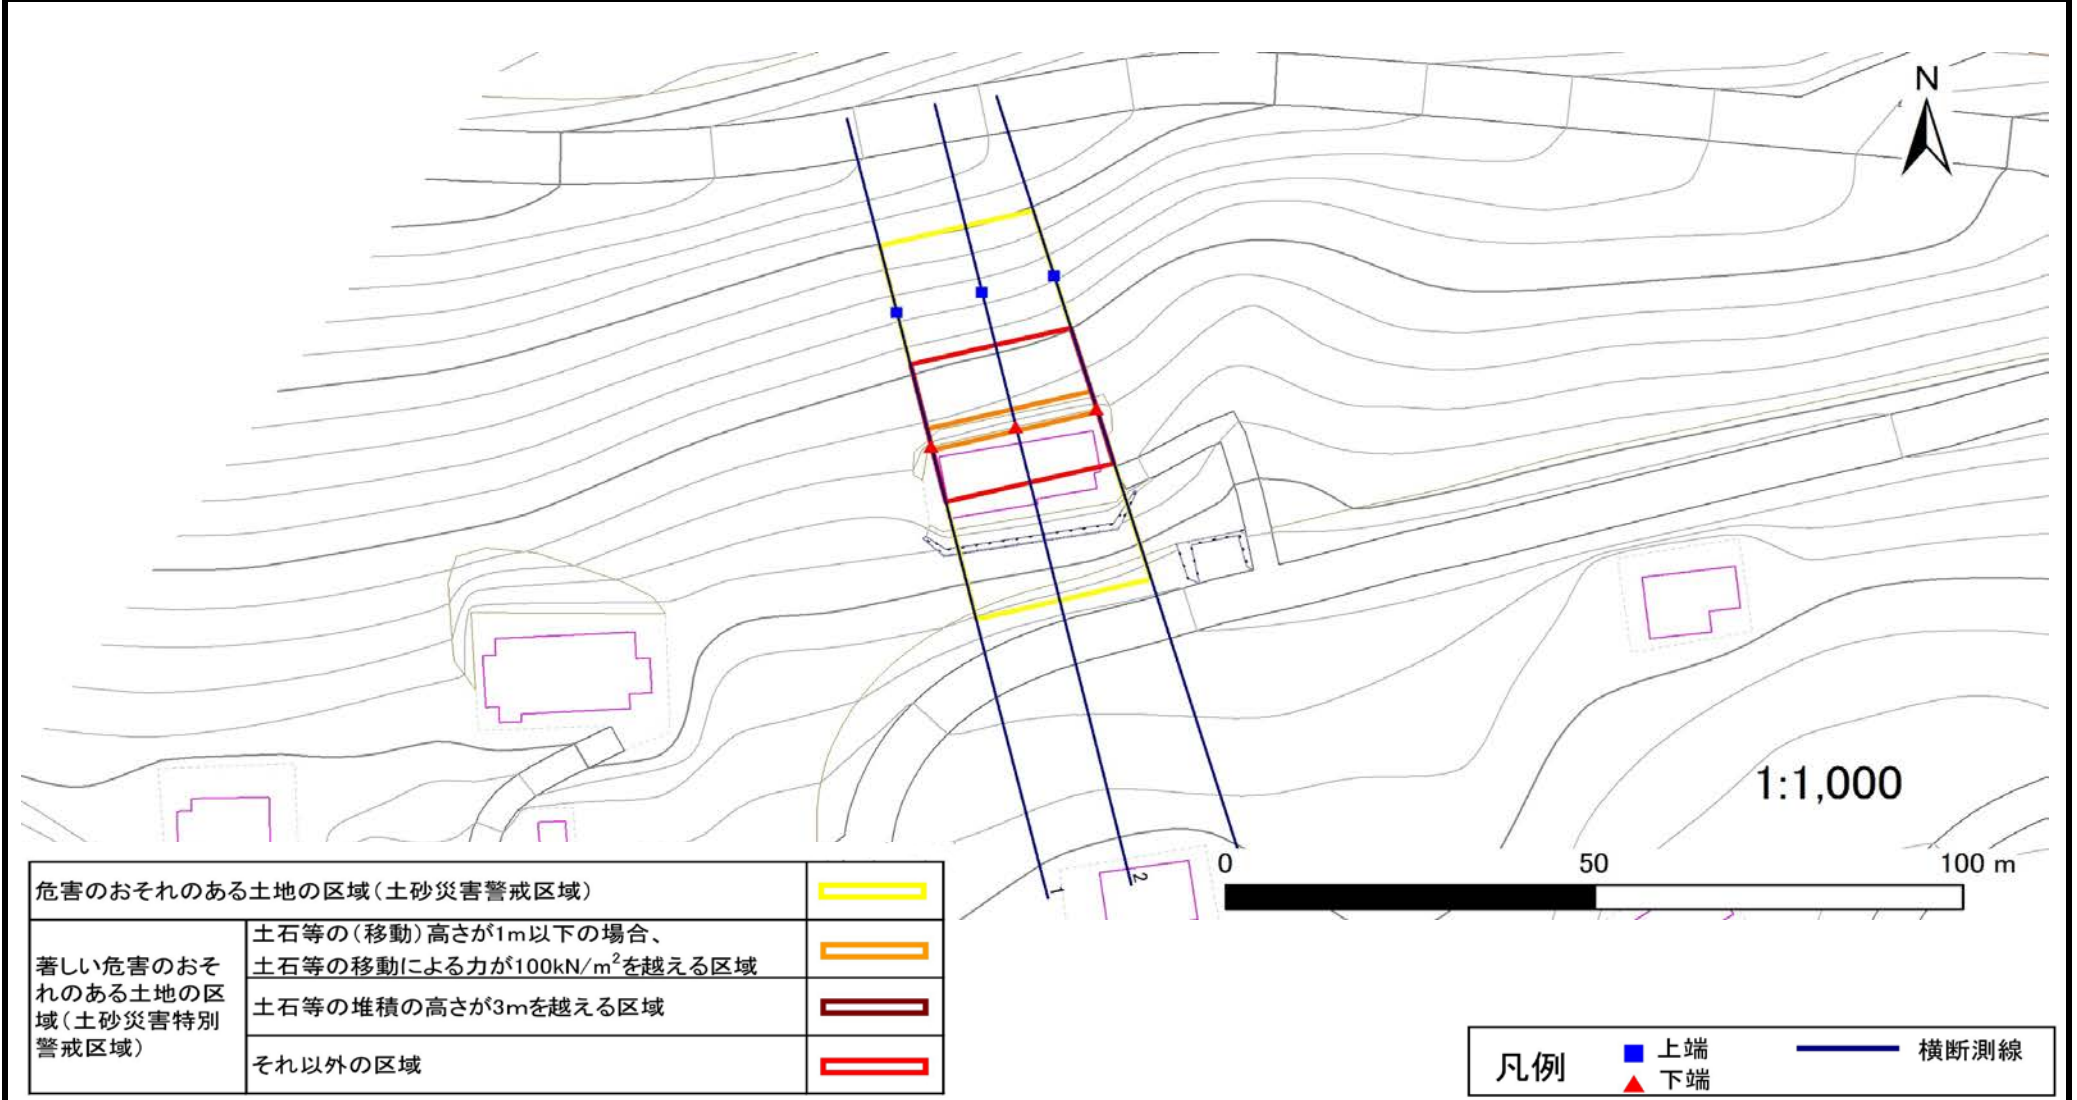 N
1:1,000
0 50 100 m
1
2
危害のおそれのある土地の区域(土砂災害警戒区域)
著しい危害のおそ
れのある土地の区
域(土砂災害特別
警戒区域)
土石等の(移動)高さが1m以下の場合、
土石等の移動による力が100kN/m²を越える区域
土石等の堆積の高さが3mを越える区域
それ以外の区域
凡例
上端
下端
横断測線